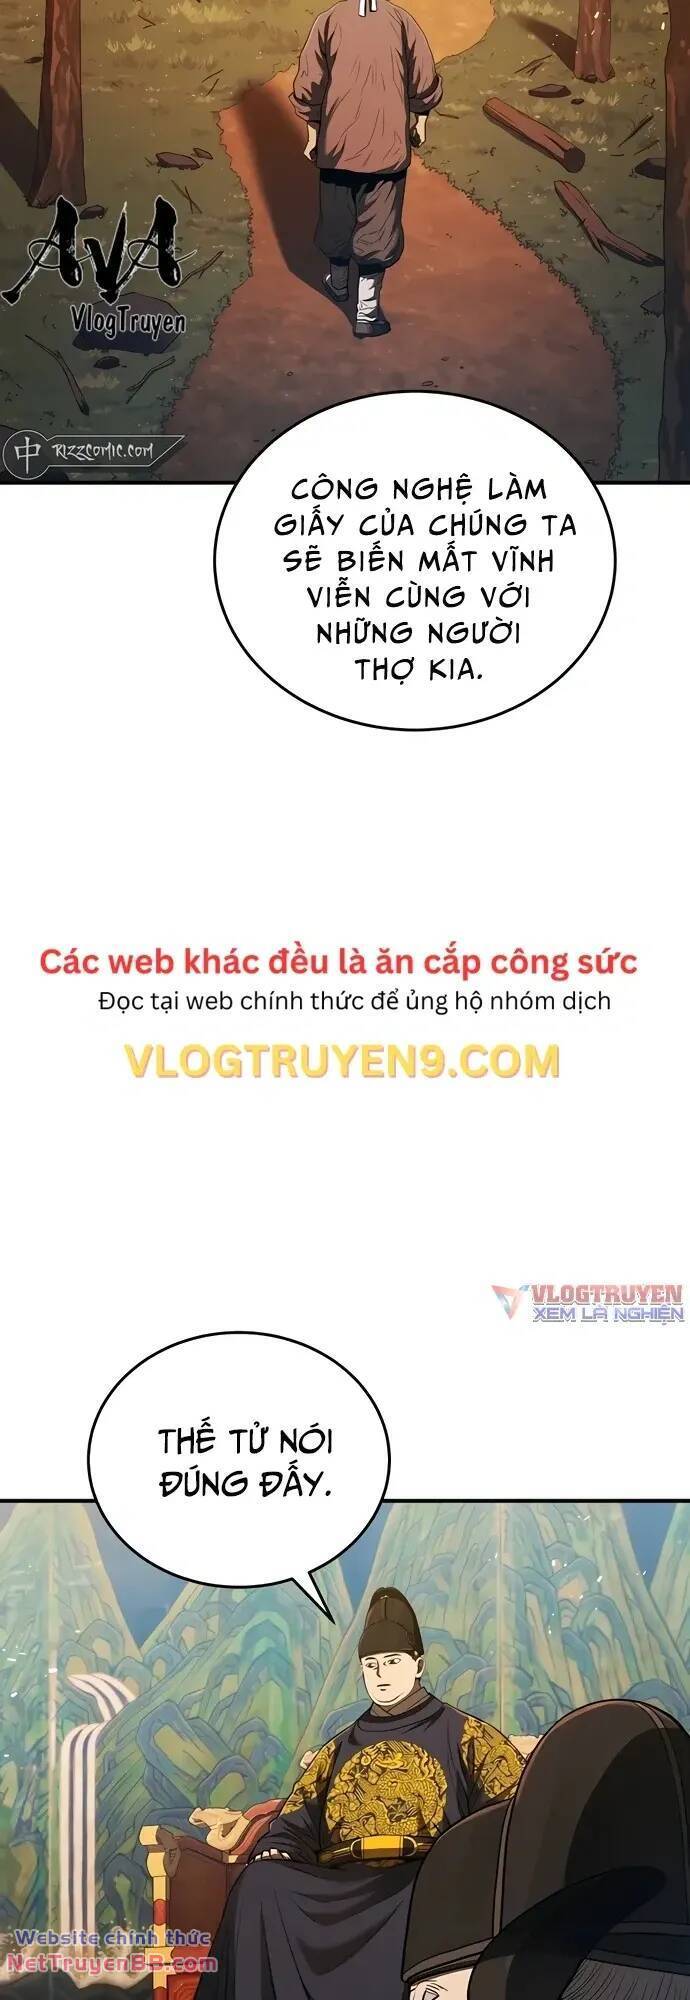 AVA
VlogTruyen
中 RIZZCOMIC.COM
CÔNG NGHỆ LÀM
GIẤY CỦA CHÚNG TA
SẼ BIẾN MẤT VĨNH
VIỄN CÙNG VỚI
NHỮNG NGƯỜI
THỢ KIA.
Các web khác đều là ăn cắp công sức
Đọc tại web chính thức để ủng hộ nhóm dịch
VLOGTRUYEN9.COM
VLOGTRUYEN
XEM LÀ NGHIỆN
THẾ TỬ NÓI
ĐÚNG ĐẤY.
Website chính thức
NetTruyenBB.com